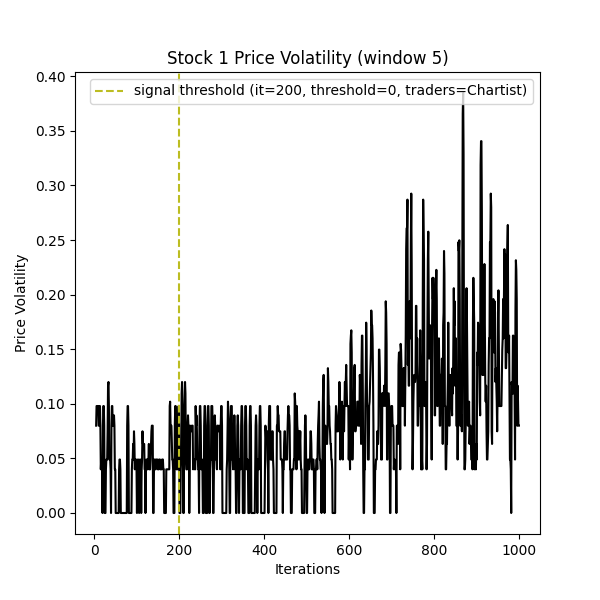 Stock 1 Price Volatility (window 5)
signal threshold (it=200, threshold=0, traders=Chartist)
Price Volatility
0.40
0.35
0.30
0.25
0.20
0.15
0.10
0.05
0.00
0 200 400 600 800 1000
Iterations